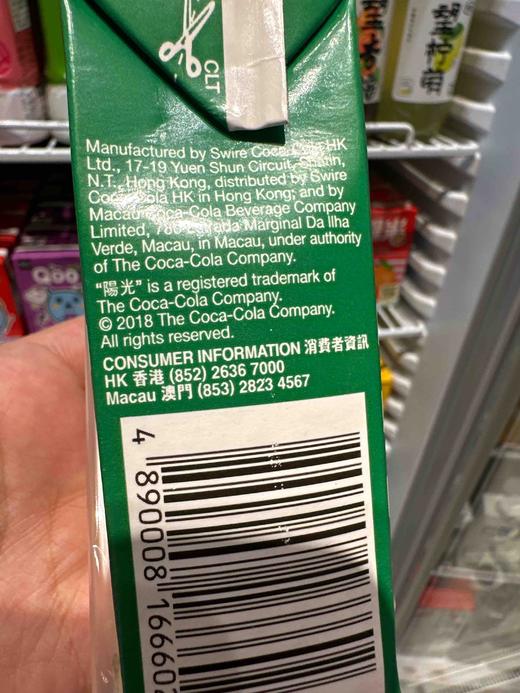 CLT
Manufactured by Swire Coca-Cola HK
Ltd., 17-19 Yuen Shun Circuit, Shatin,
N.T., Hong Kong, distributed by Swire
Coca-Cola HK in Hong Kong; and by
Macau Coca-Cola Beverage Company
Limited, Estrada Marginal Da Ilha
Verde, Macau, in Macau, under authority
of The Coca-Cola Company.
"陽光" is a registered trademark of
The Coca-Cola Company.
© 2018 The Coca-Cola Company.
All rights reserved.
CONSUMER INFORMATION 消費者資訊
HK 香港 (852) 2636 7000
Macau 澳門 (853) 2823 4567
4 890008 16660
Qoo